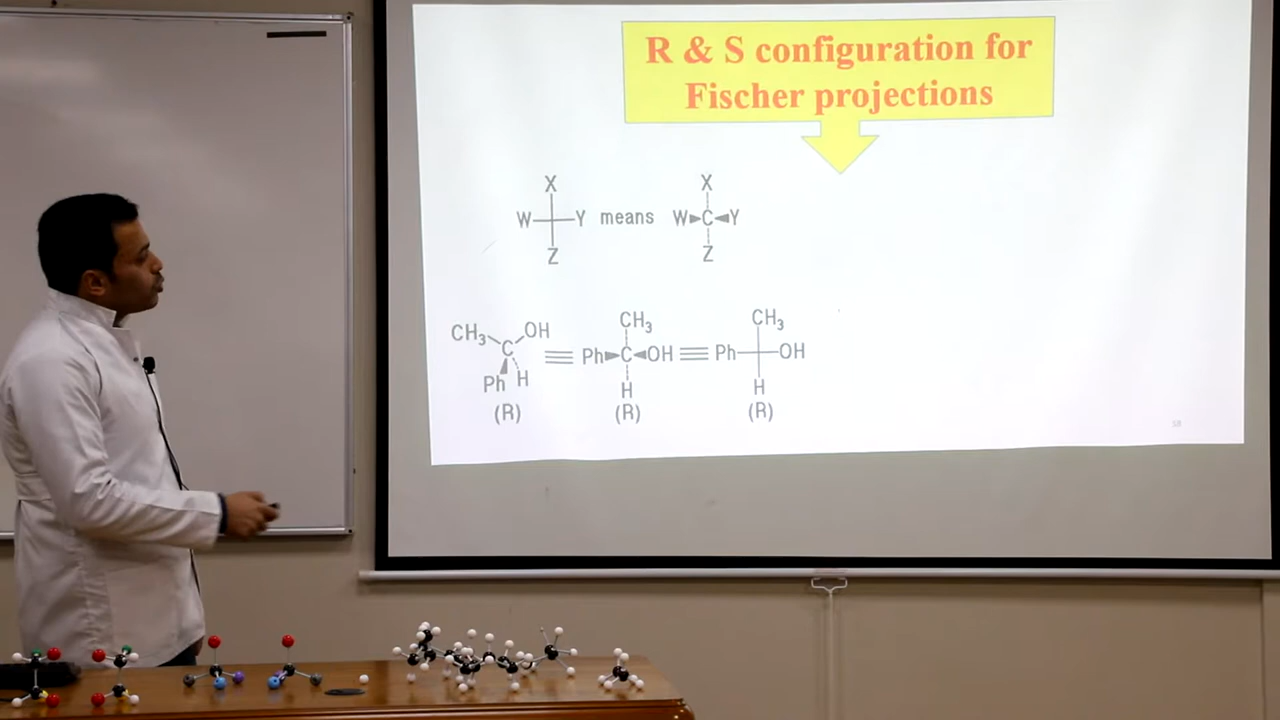 R & S configuration for
Fischer projections
X
W Y means W C Y
Z
X
Z
CH₃ OH
C
Ph H
(R)
≡
CH₃
Ph C OH
H
(R)
≡
CH₃
Ph OH
H
(R)